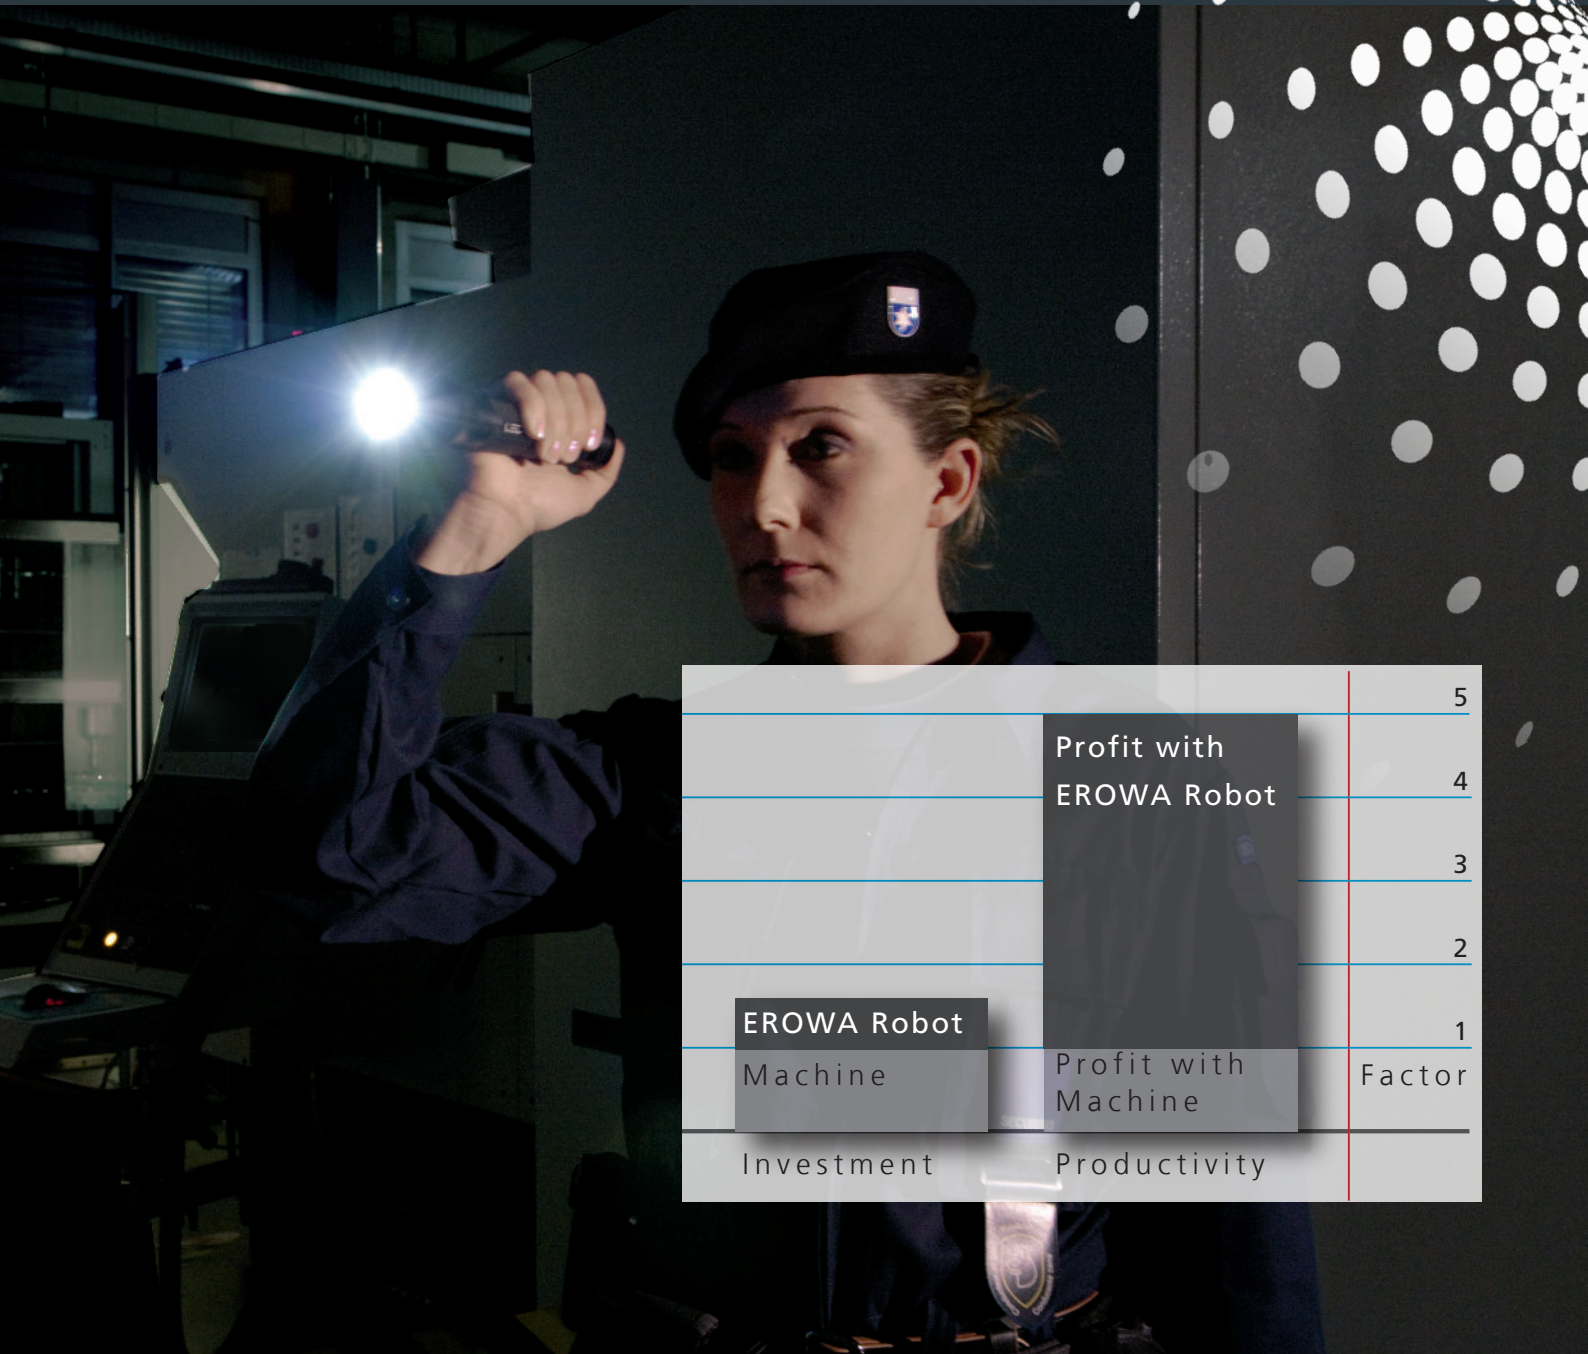 5
Profit with
EROWA Robot
4
3
2
EROWA Robot
1
Machine
Profit with
Machine
Factor
Investment
Productivity